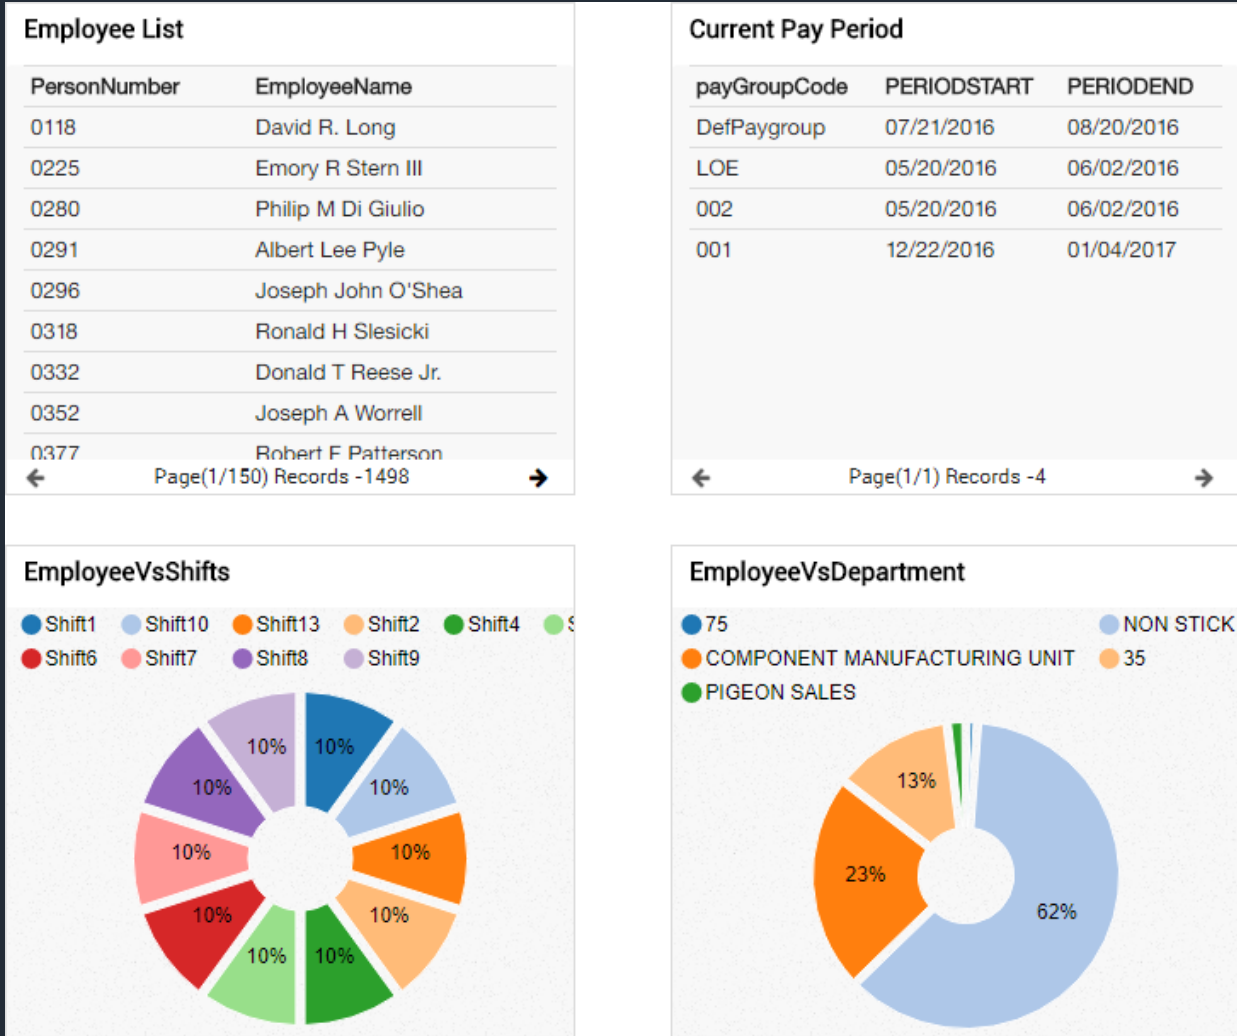 Employee List
PersonNumber EmployeeName
0118 David R. Long
0225 Emory R Stern III
0280 Philip M Di Giulio
0291 Albert Lee Pyle
0296 Joseph John O'Shea
0318 Ronald H Slesicki
0332 Donald T Reese Jr.
0352 Joseph A Worrell
0377 Robert F Patterson
Page(1/150) Records -1498
Current Pay Period
payGroupCode PERIODSTART PERIODEND
DefPaygroup 07/21/2016 08/20/2016
LOE 05/20/2016 06/02/2016
002 05/20/2016 06/02/2016
001 12/22/2016 01/04/2017
Page(1/1) Records -4
EmployeeVsShifts
Shift1 Shift10 Shift13 Shift2 Shift4
Shift6 Shift7 Shift8 Shift9
10% 10%
10% 10%
10% 10%
10% 10%
10% 10%
EmployeeVsDepartment
75 NON STICK
COMPONENT MANUFACTURING UNIT 35
PIGEON SALES
13%
23%
62%